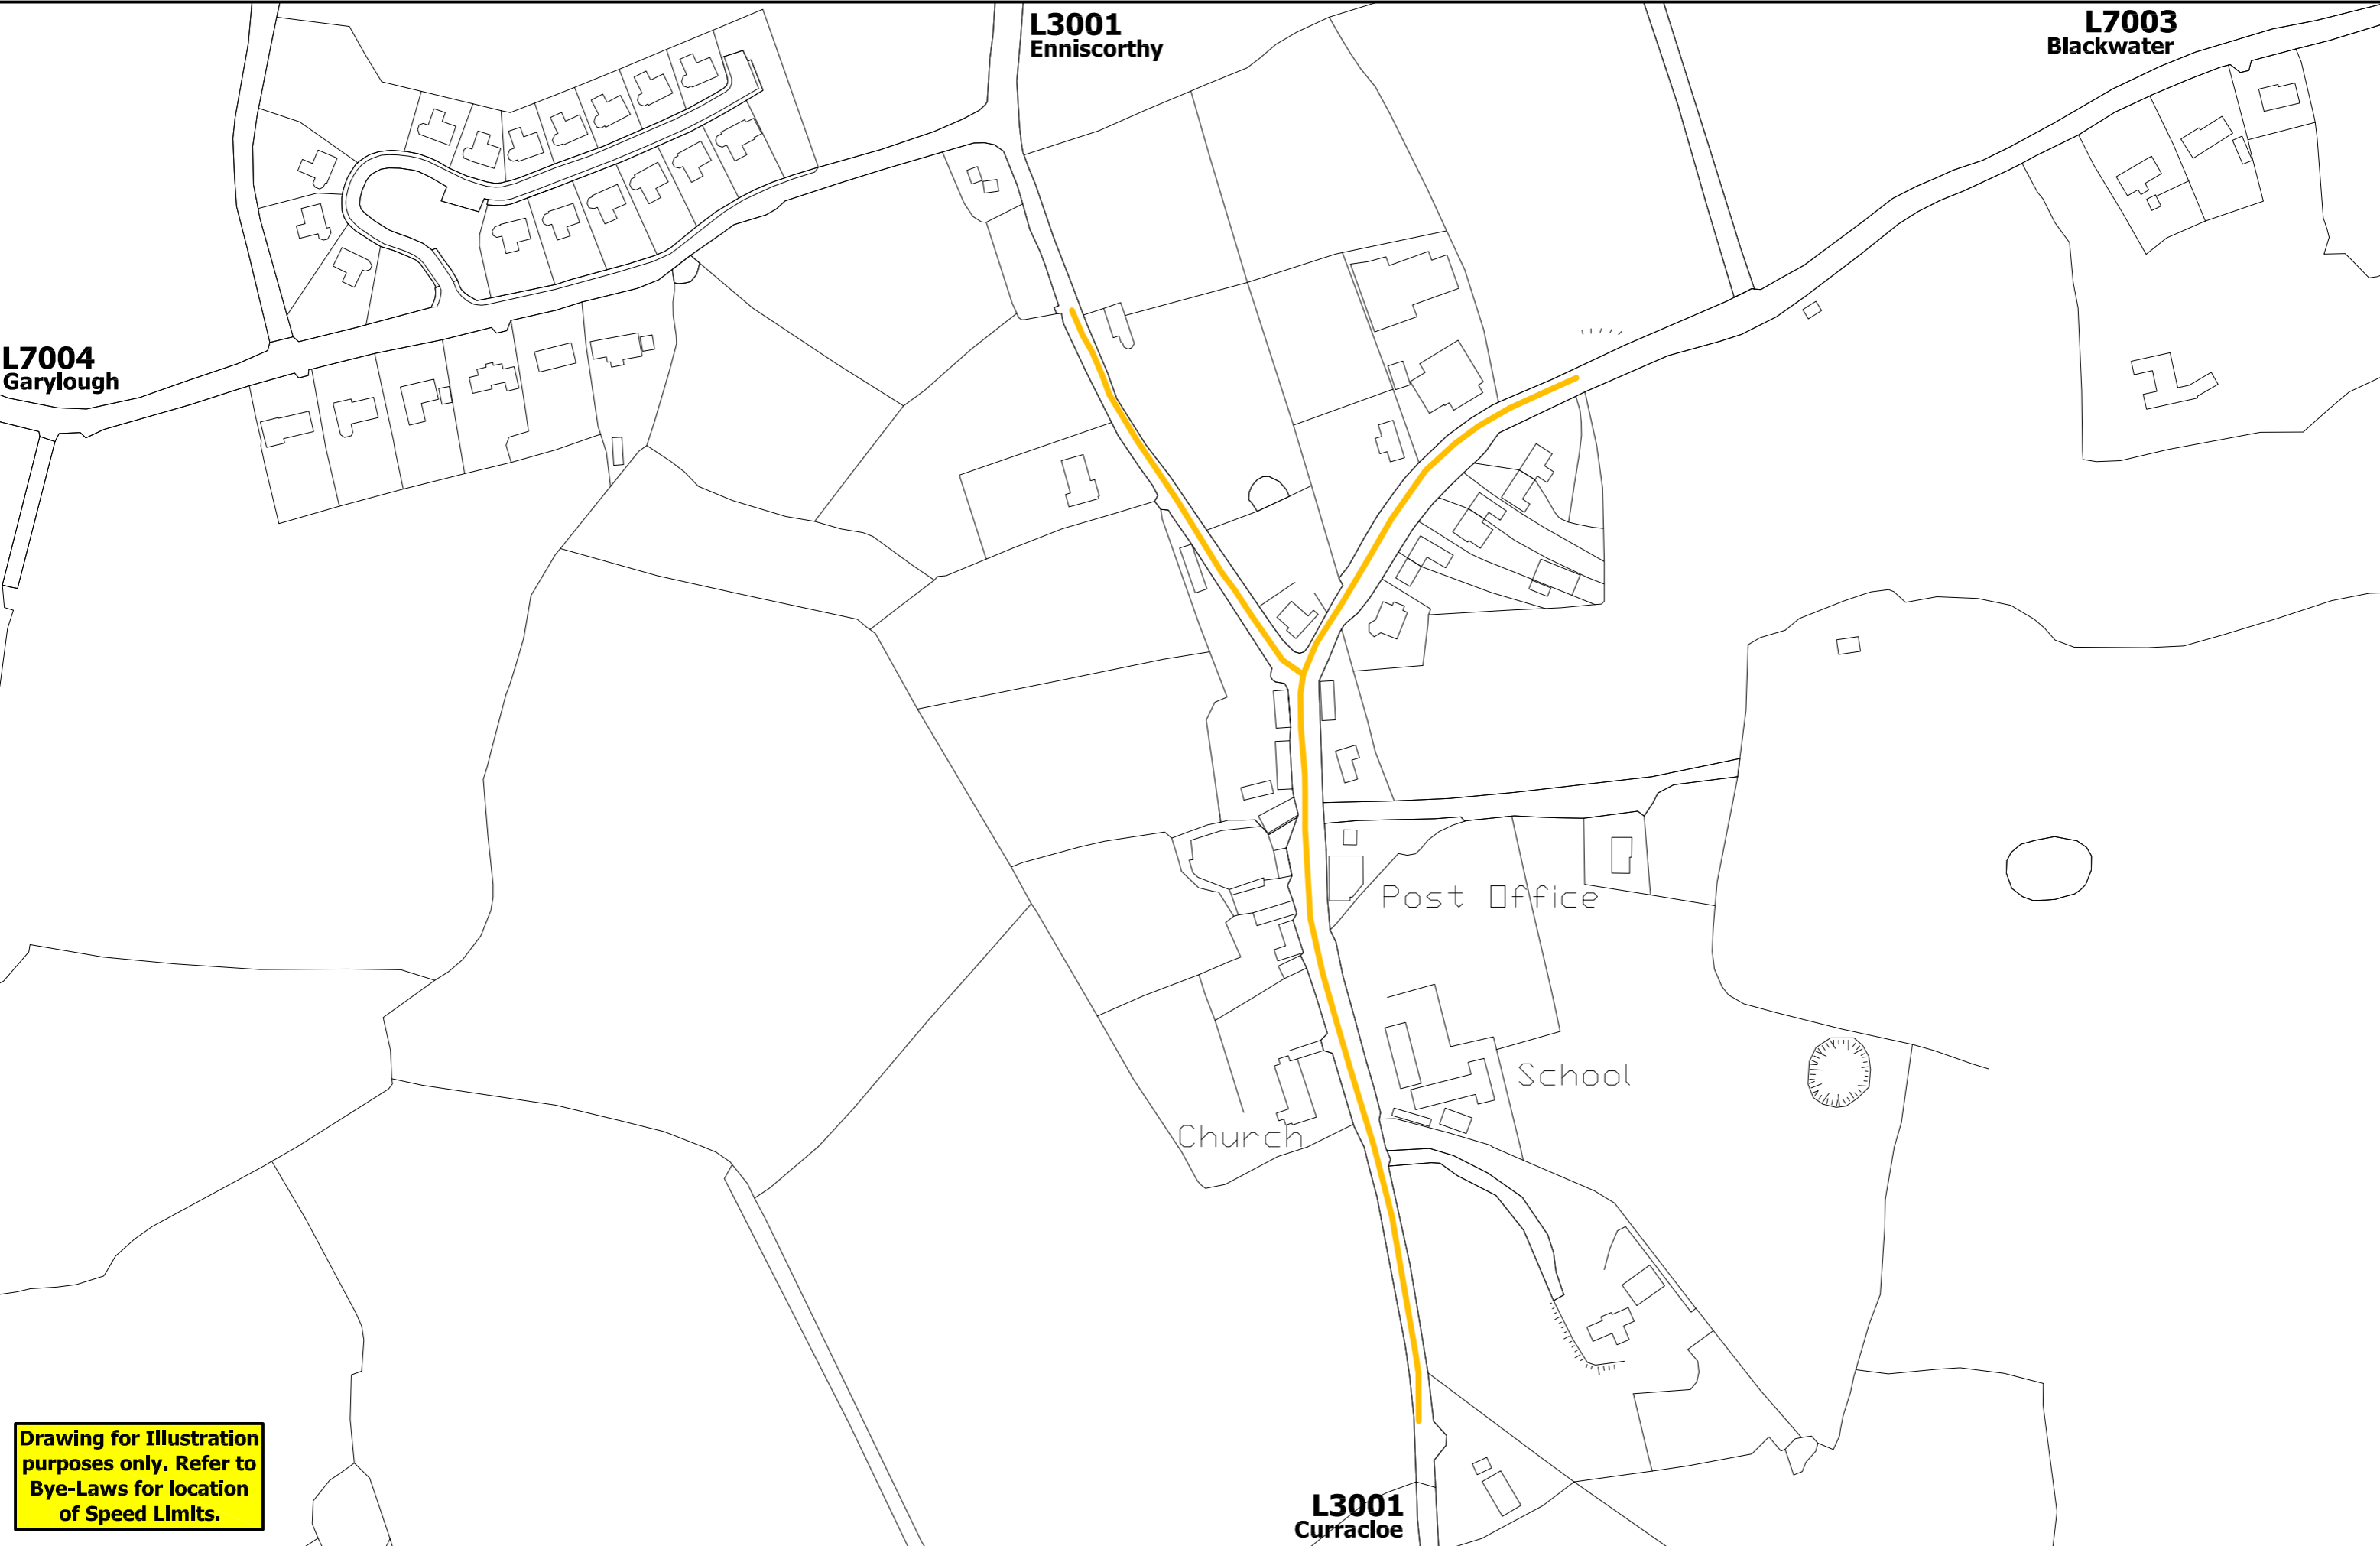 L3001
Enniscorthy
L7003
Blackwater
L7004
Garylough
Post Office
School
Church
Drawing for Illustration
purposes only. Refer to
Bye-Laws for location
of Speed Limits.
L3001
Curracloe